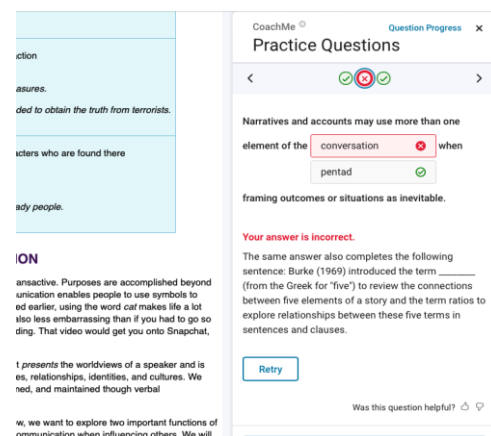 ction
asures.
ded to obtain the truth from terrorists.
acters who are found there
ady people.
ION
ansactive. Purposes are accomplished beyond
unication enables people to use symbols to
ed earlier, using the word cat makes life a lot
also less embarrassing than if you had to go so
ding. That video would get you onto Snapchat,
t presents the worldviews of a speaker and is
es, relationships, identities, and cultures. We
ned, and maintained though verbal
ow, we want to explore two important functions of
ommunication when influencing others. We will
CoachMe
Question Progress
Practice Questions
Narratives and accounts may use more than one
element of the conversation when
pentad
framing outcomes or situations as inevitable.
Your answer is incorrect.
The same answer also completes the following
sentence: Burke (1969) introduced the term ______
(from the Greek for "five") to review the connections
between five elements of a story and the term ratios to
explore relationships between these five terms in
sentences and clauses.
Retry
Was this question helpful?